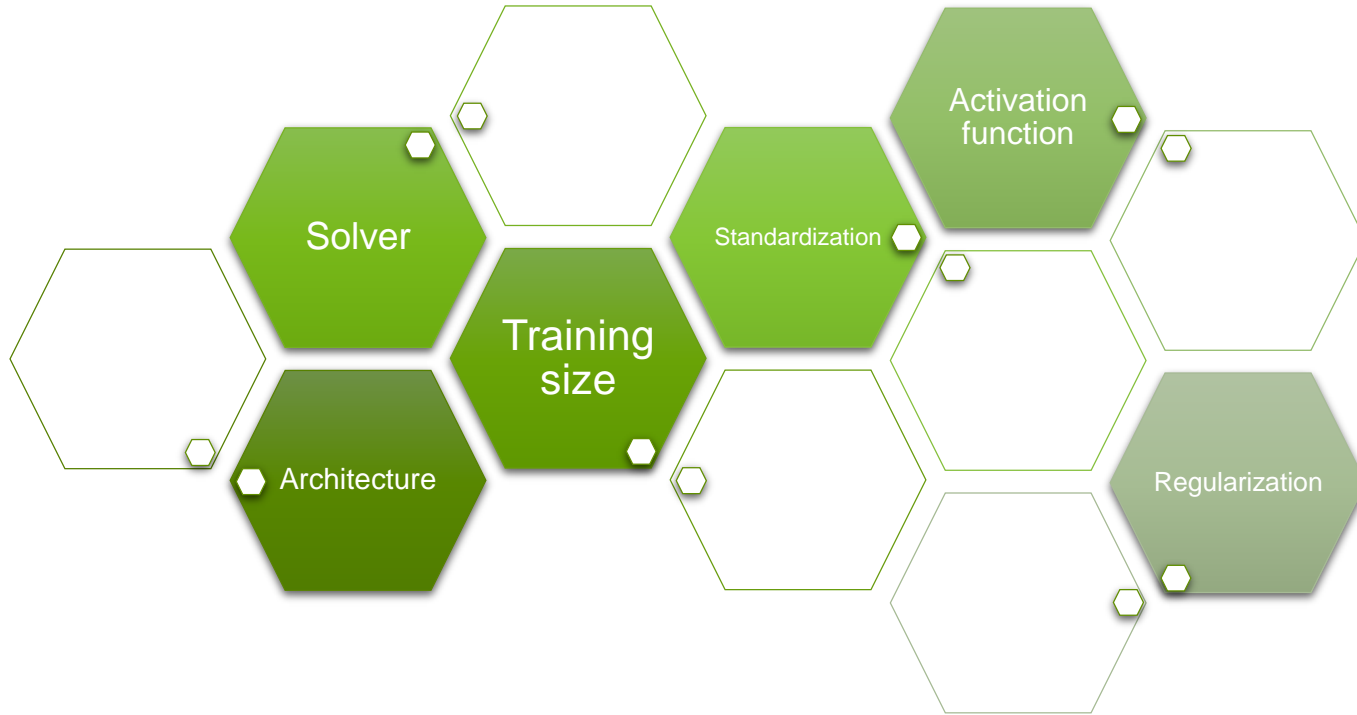 Activation
function
Solver
Standardization
Training
size
Architecture
Regularization